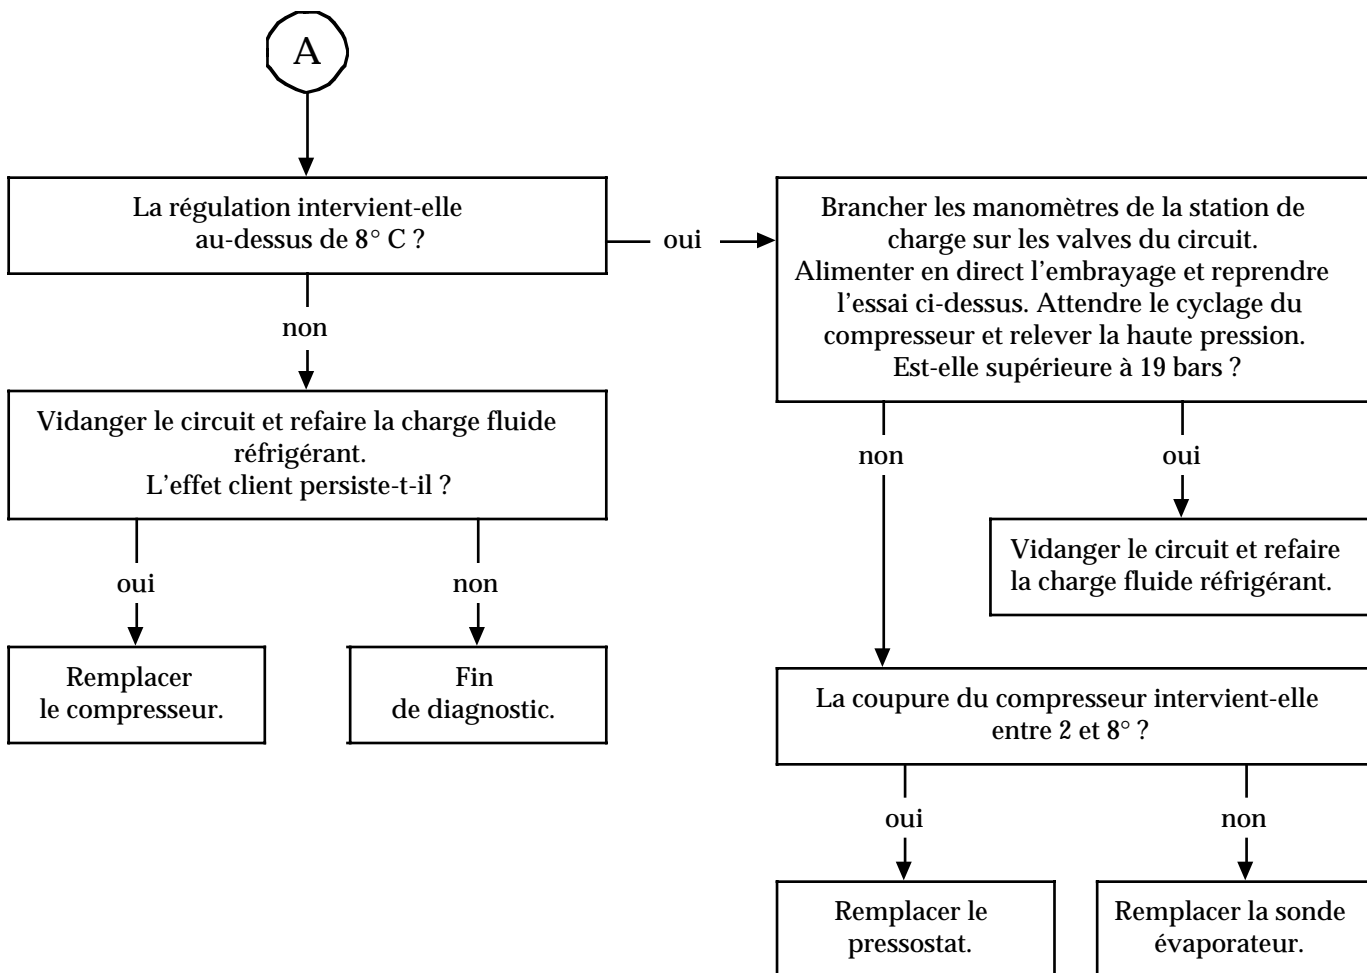 A
La régulation intervient-elle
au-dessus de 8° C ?
oui
Brancher les manomètres de la station de
charge sur les valves du circuit.
Alimenter en direct l'embrayage et reprendre
l'essai ci-dessus. Attendre le cyclage du
compresseur et relever la haute pression.
Est-elle supérieure à 19 bars ?
non
Vidanger le circuit et refaire la charge fluide
réfrigérant.
L'effet client persiste-t-il ?
non
oui
Vidanger le circuit et refaire
la charge fluide réfrigérant.
oui
non
Remplacer
le compresseur.
Fin
de diagnostic.
La coupure du compresseur intervient-elle
entre 2 et 8° ?
oui
non
Remplacer le
pressostat.
Remplacer la sonde
évaporateur.